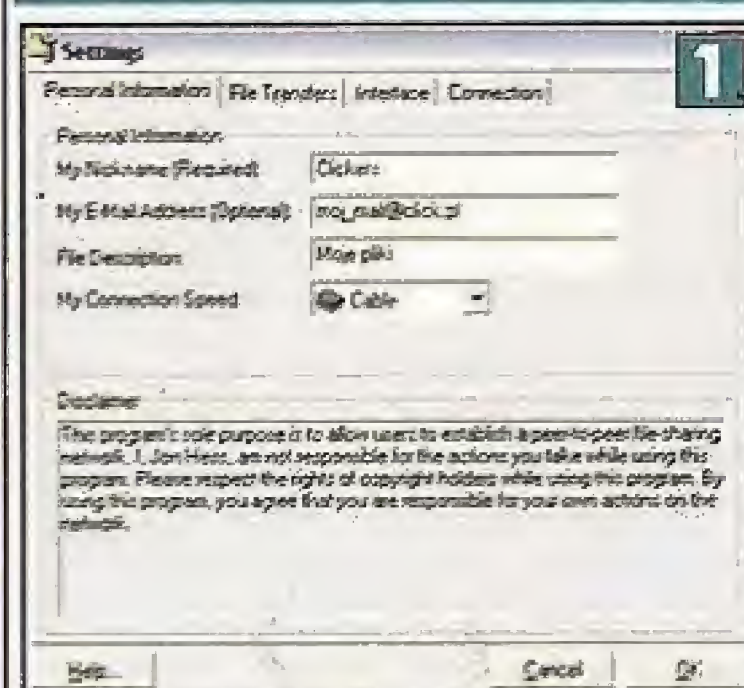 Settings
1
Personal Information File Transfers Interface Connection
Personal Information
My Nickname (Required):
Clickers
My E-Mail Address (Optional):
moj_mail@click.pl
File Description:
Moje pliki
My Connection Speed:
Cable
Disclaimer
This program's sole purpose is to allow users to establish a peer-to-peer file sharing
network. I, Jon Hess, am not responsible for the actions you take while using this
program. Please respect the rights of copyright holders while using this program. By
using this program, you agree that you are responsible for your own actions on the
network.
Help...
Cancel
OK